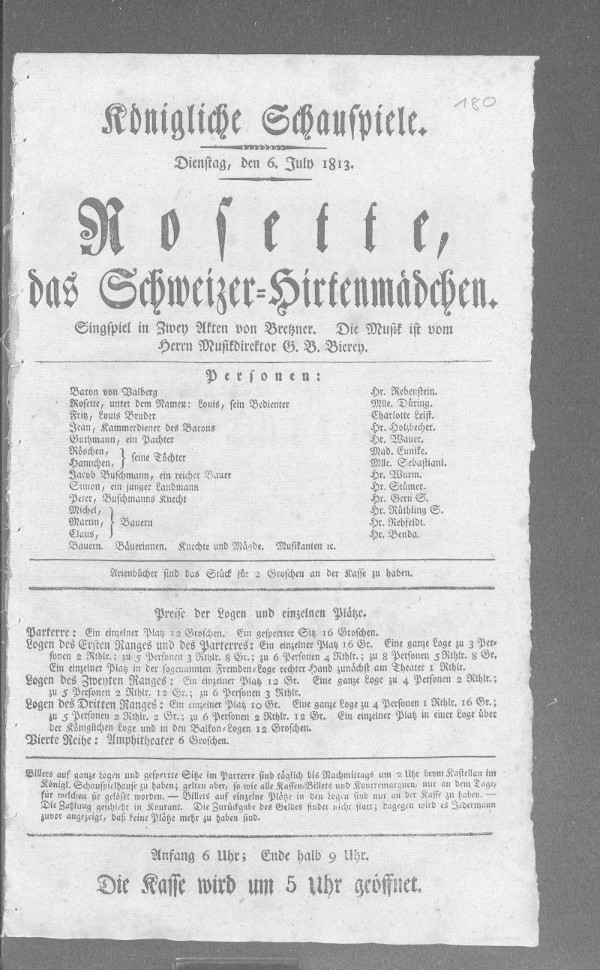 180
Königliche Schauspiele.
Dienstag, den 6. July 1813.
Rosette,
das Schweizer-Hirtenmädchen.
Singspiel in Zwey Akten von Bretzner. Die Musik ist vom
Herrn Musikdirektor G. B. Bierey.
Personen:
Baron von Walberg Hr. Rebenstein.
Rosette, unter dem Namen: Louis, sein Bedienter Mlle. Düring.
Fritz, Louis Bruder Charlotte Leist.
Jean, Kammerdiener des Barons Hr. Holzbecher.
Guthmann, ein Pachter Hr. Wauer.
Röschen, Mad. Eunike.
Hannchen, } seine Töchter Mlle. Sebastiani.
Jacob Buschmann, ein reicher Bauer Hr. Wurm.
Simon, ein junger Landmann Hr. Stümer.
Peter, Buschmanns Knecht Hr. Gern S.
Michel, Hr. Rüthling S.
Martin, } Bauern Hr. Rehfeldt.
Claus, Hr. Benda.
Bauern. Bäuerinnen. Knechte und Mägde. Musikanten ꝛc.
Arienbücher sind das Stück für 2 Groschen an der Kasse zu haben.
Preise der Logen und einzelnen Plätze.
Parterre: Ein einzelner Platz 12 Groschen. Ein gesperrter Sitz 16 Groschen.
Logen des Ersten Ranges und des Parterres: Ein einzelner Platz 16 Gr. Eine ganze Loge zu 3 Per-
sonen 2 Rthlr.; zu 5 Personen 3 Rthlr. 8 Gr.; zu 6 Personen 4 Rthlr.; zu 8 Personen 5 Rthlr. 8 Gr.
Ein einzelner Platz in der sogenannten Fremden-Loge rechter Hand zunächst am Theater 1 Rthlr.
Logen des Zweyten Ranges: Ein einzelner Platz 12 Gr. Eine ganze Loge zu 4 Personen 2 Rthlr.;
zu 5 Personen 2 Rthlr. 12 Gr.; zu 6 Personen 3 Rthlr.
Logen des Dritten Ranges: Ein einzelner Platz 10 Gr. Eine ganze Loge zu 4 Personen 1 Rthlr. 16 Gr.;
zu 5 Personen 2 Rthlr. 2 Gr.; zu 6 Personen 2 Rthlr. 12 Gr. Ein einzelner Platz in einer Loge über
der Königlichen Loge und in den Balkon-Logen 12 Groschen.
Vierte Reihe: Amphitheater 6 Groschen.
Billets auf ganze Logen und gesperrte Sitze im Parterre sind täglich bis Nachmittags um 2 Uhr beym Kastellan im
Königl. Schauspielhause zu haben; gelten aber, so wie alle Kassen-Billets und Kontremarquen, nur an dem Tage,
für welchen sie gelöset worden. — Billets auf einzelne Plätze in den Logen sind nur an der Kasse zu haben. —
Die Zahlung geschieht in Kourant. Die Zurückgabe des Geldes findet nicht statt; dagegen wird es Jedermann
zuvor angezeigt, daß keine Plätze mehr zu haben sind.
Anfang 6 Uhr; Ende halb 9 Uhr.
Die Kasse wird um 5 Uhr geöffnet.